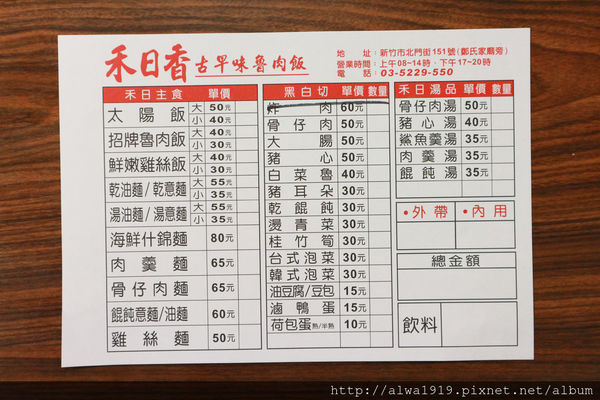 禾日香古早味魯肉飯
地 址：新竹市北門街151號(鄭氏家廟旁)
營業時間：上午08~14時，下午17~20時
電 話：03-5229-550
禾日主食 單價
太陽飯 大 50元
小 40元
招牌魯肉飯 大 40元
小 30元
鮮嫩雞絲飯 大 40元
小 30元
乾油麵/乾意麵 大 55元
小 35元
湯油麵/湯意麵 大 55元
小 35元
海鮮什錦麵 80元
肉羹麵 65元
骨仔肉麵 65元
餛飩意麵/油麵 60元
雞絲麵 50元
黑白切 單價 數量
炸肉 60元
骨仔肉 50元
大腸 50元
豬心 50元
白菜魯 40元
豬耳朵 30元
乾餛飩 30元
燙青菜 30元
桂竹筍 30元
台式泡菜 30元
韓式泡菜 30元
油豆腐/豆包 15元
滷鴨蛋 15元
荷包蛋熟/半熟 10元
禾日湯品 單價 數量
骨仔肉湯 50元
豬心湯 40元
鯊魚羹湯 35元
肉羹湯 35元
餛飩湯 35元
•外帶 •內用
總金額
飲料
http://alwa1919.pixnet.net/album